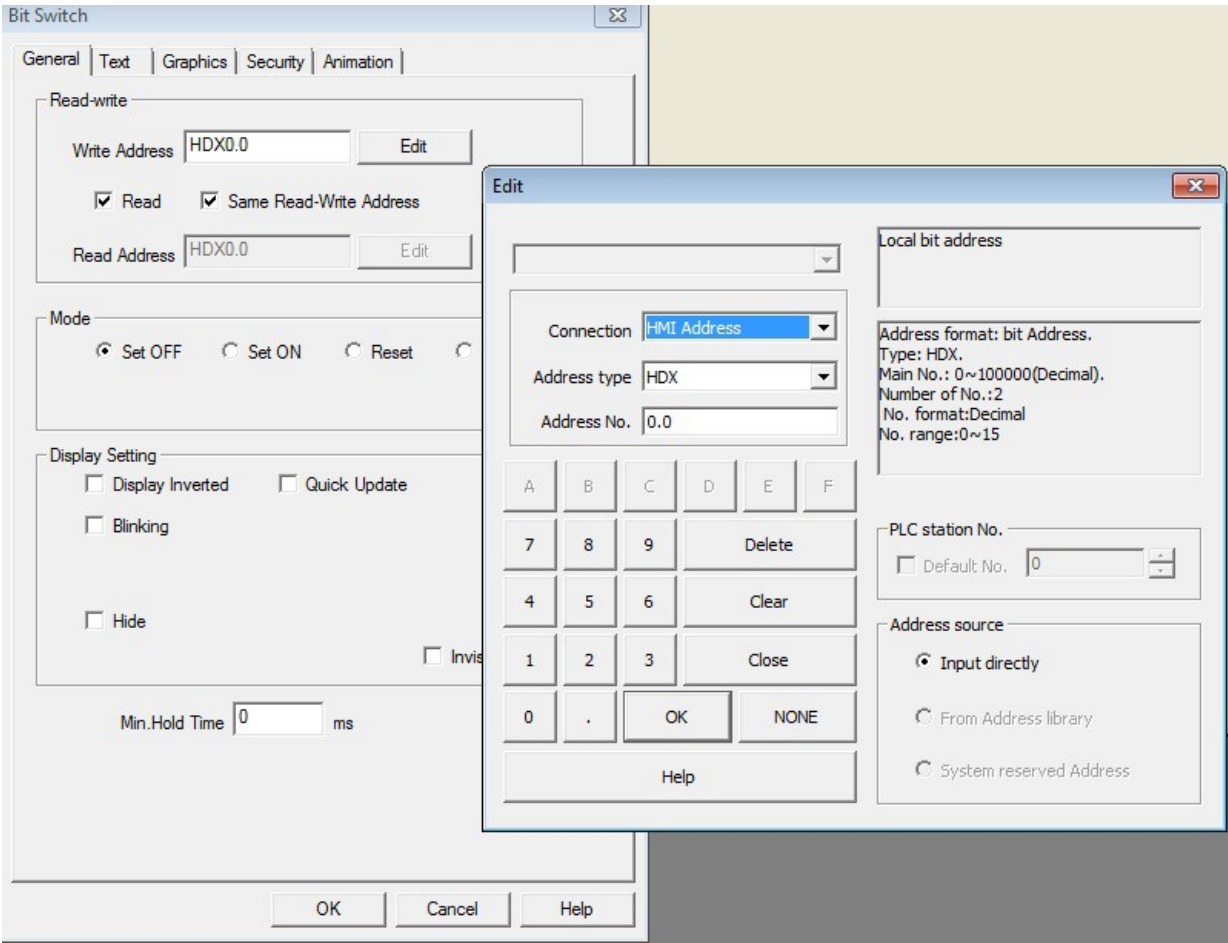 Bit Switch
General Text Graphics Security Animation
Read-write
Write Address HDX0.0 Edit
Read Same Read-Write Address
Read Address HDX0.0 Edit
Mode
Set OFF Set ON Reset
Display Setting
Display Inverted Quick Update
Blinking
Hide
Min.Hold Time 0 ms
OK Cancel Help
Edit
Connection HMI Address
Address type HDX
Address No. 0.0
A B C D E F
7 8 9 Delete
4 5 6 Clear
1 2 3 Close
0 . OK NONE
Help
Local bit address
Address format: bit Address.
Type: HDX.
Main No.: 0~100000(Decimal).
Number of No.:2
No. format:Decimal
No. range:0~15
PLC station No.
Default No. 0
Address source
Input directly
From Address library
System reserved Address